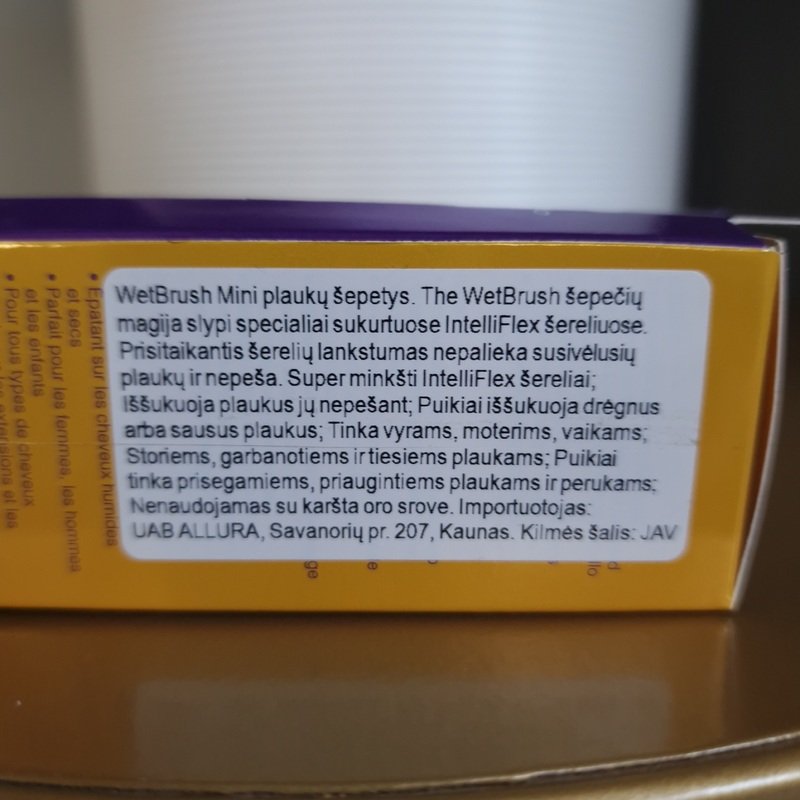 WetBrush Mini plaukų šepetys. The WetBrush šepečių
magija slypi specialiai sukurtuose IntelliFlex šereliuose.
Prisitaikantis šerelių lankstumas nepalieka susivėlusių
plaukų ir nepeša. Super minkšti IntelliFlex šereliai;
Iššukuoja plaukus jų nepešant; Puikiai iššukuoja drėgnus
arba sausus plaukus; Tinka vyrams, moterims, vaikams;
Storiems, garbanotiems ir tiesiems plaukams; Puikiai
tinka prisegamiems, priaugintiems plaukams ir perukams;
Nenaudojamas su karšta oro srove. Importuotojas:
UAB ALLURA, Savanorių pr. 207, Kaunas. Kilmės šalis: JAV
• Épatant sur les cheveux humides
et secs
• Parfait pour les femmes, les hommes
et les enfants
• Pour tous types de cheveux
extensions et les